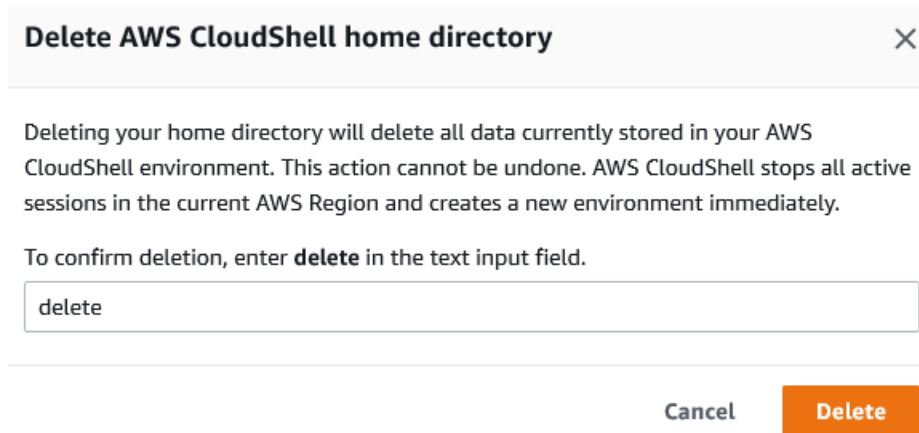 Delete AWS CloudShell home directory
Deleting your home directory will delete all data currently stored in your AWS
CloudShell environment. This action cannot be undone. AWS CloudShell stops all active
sessions in the current AWS Region and creates a new environment immediately.
To confirm deletion, enter delete in the text input field.
delete
Cancel Delete